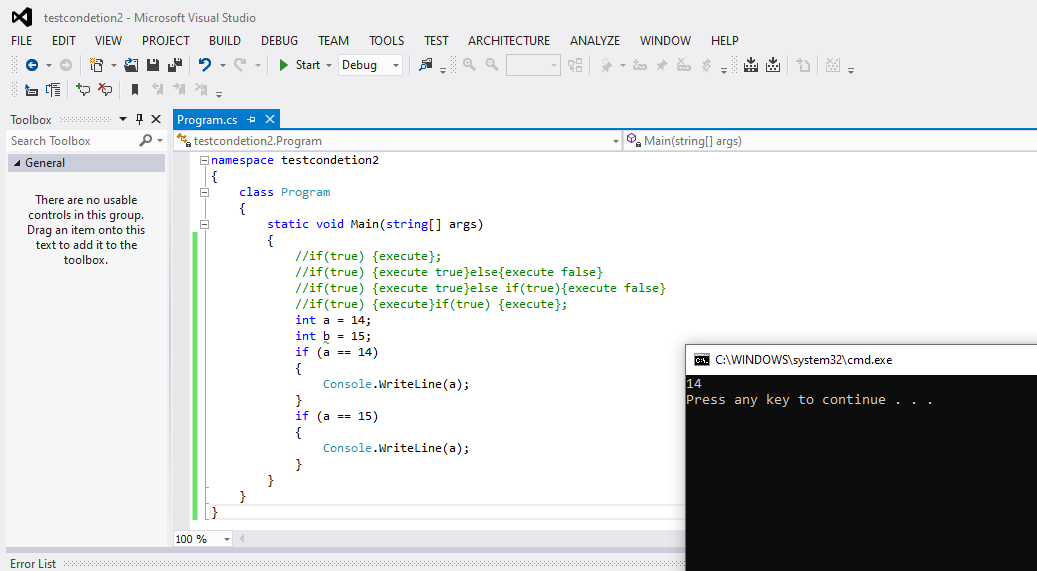 testcondetion2 - Microsoft Visual Studio
FILE EDIT VIEW PROJECT BUILD DEBUG TEAM TOOLS TEST ARCHITECTURE ANALYZE WINDOW HELP
Start Debug
Toolbox
Search Toolbox
General
There are no usable
controls in this group.
Drag an item onto this
text to add it to the
toolbox.
Program.cs
testcondetion2.Program Main(string[] args)
namespace testcondetion2
{
class Program
{
static void Main(string[] args)
{
//if(true) {execute};
//if(true) {execute true}else{execute false}
//if(true) {execute true}else if(true){execute false}
//if(true) {execute}if(true) {execute};
int a = 14;
int b = 15;
if (a == 14)
{
Console.WriteLine(a);
}
if (a == 15)
{
Console.WriteLine(a);
}
}
}
}
100 %
Error List
C:\WINDOWS\system32\cmd.exe
14
Press any key to continue . . .